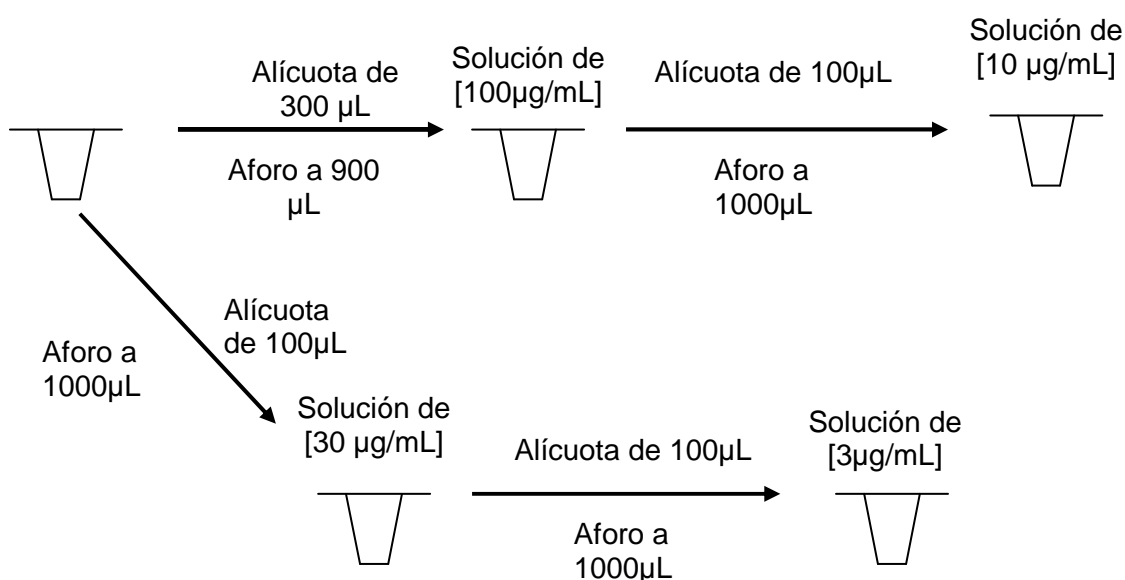 Alícuota de
300 µL
Aforo a 900
µL
Solución de
[100µg/mL]
Alícuota de 100µL
Aforo a
1000µL
Solución de
[10 µg/mL]
Alícuota
de 100µL
Aforo a
1000µL
Solución de
[30 µg/mL]
Alícuota de 100µL
Aforo a
1000µL
Solución de
[3µg/mL]